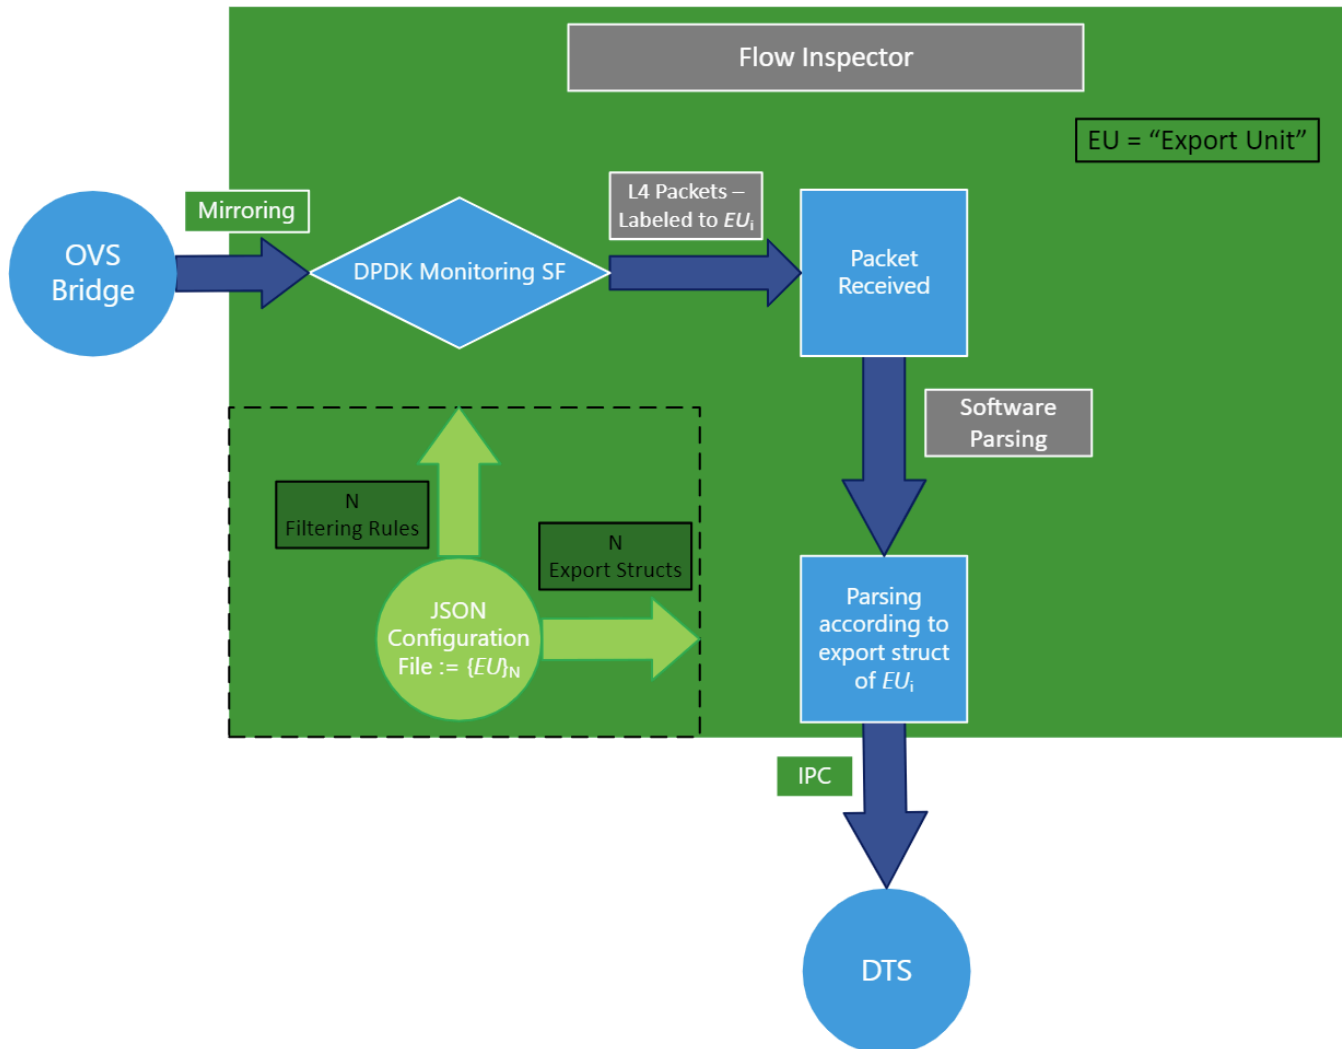 Flow Inspector
EU = “Export Unit”
Mirroring
L4 Packets –
Labeled to EUi
OVS
Bridge
DPDK Monitoring SF
Packet
Received
Software
Parsing
N
Filtering Rules
N
Export Structs
JSON
Configuration
File := {EU}N
Parsing
according to
export struct
of EUi
IPC
DTS